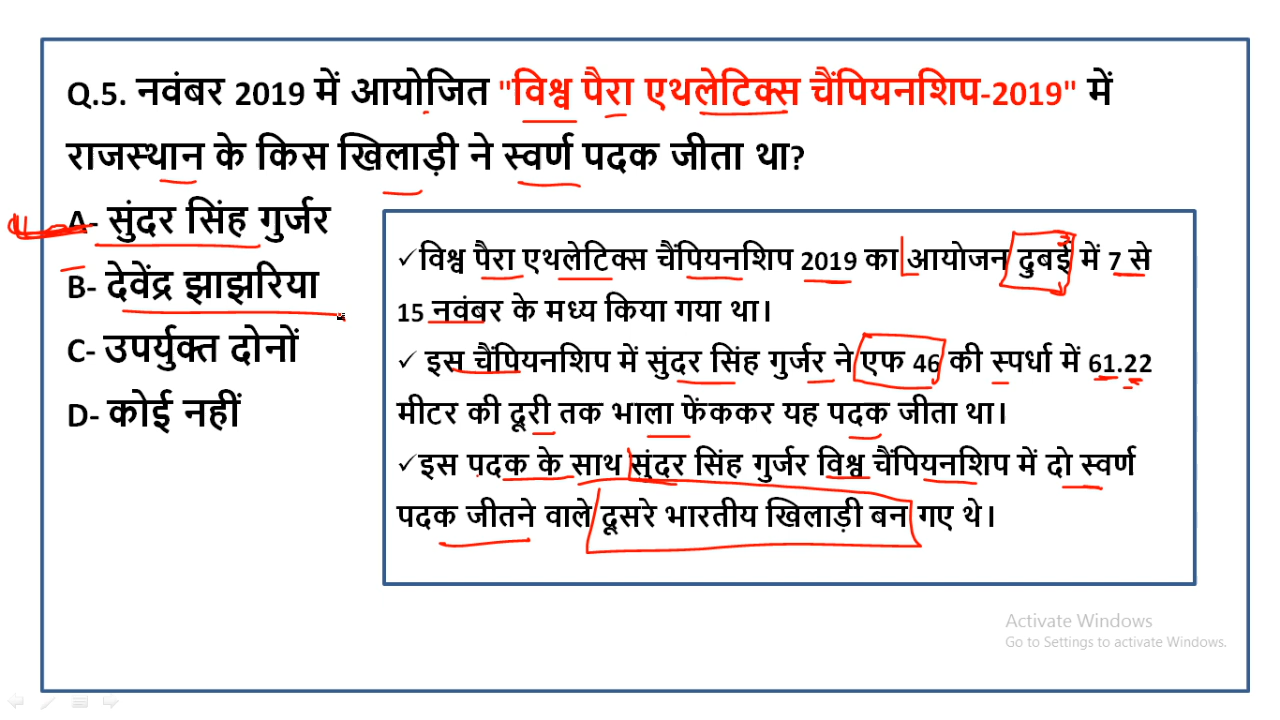 Q.5. नवंबर 2019 में आयोजित "विश्व पैरा एथलेटिक्स चैंपियनशिप-2019" में
राजस्थान के किस खिलाड़ी ने स्वर्ण पदक जीता था?
A- सुंदर सिंह गुर्जर
B- देवेंद्र झाझरिया
C- उपर्युक्त दोनों
D- कोई नहीं
✓विश्व पैरा एथलेटिक्स चैंपियनशिप 2019 का आयोजन दुबई में 7 से
15 नवंबर के मध्य किया गया था।
✓ इस चैंपियनशिप में सुंदर सिंह गुर्जर ने एफ 46 की स्पर्धा में 61.22
मीटर की दूरी तक भाला फेंककर यह पदक जीता था।
✓इस पदक के साथ सुंदर सिंह गुर्जर विश्व चैंपियनशिप में दो स्वर्ण
पदक जीतने वाले दूसरे भारतीय खिलाड़ी बन गए थे।
Activate Windows
Go to Settings to activate Windows.